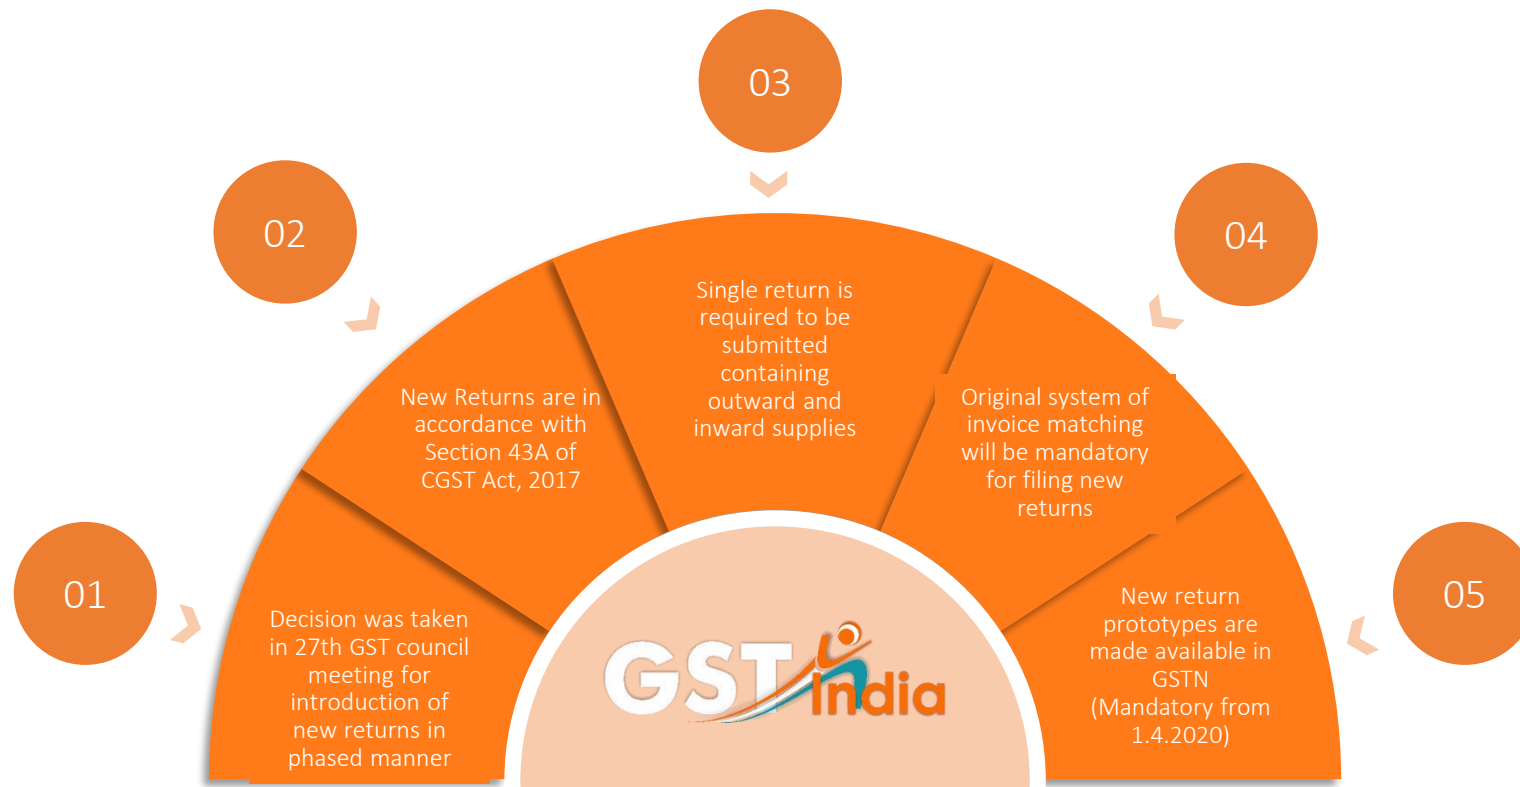 01
Decision was taken
in 27th GST council
meeting for
introduction of
new returns in
phased manner
02
New Returns are in
accordance with
Section 43A of
CGST Act, 2017
03
Single return is
required to be
submitted
containing
outward and
inward supplies
04
Original system of
invoice matching
will be mandatory
for filing new
returns
05
New return
prototypes are
made available in
GSTN
(Mandatory from
1.4.2020)
GST India